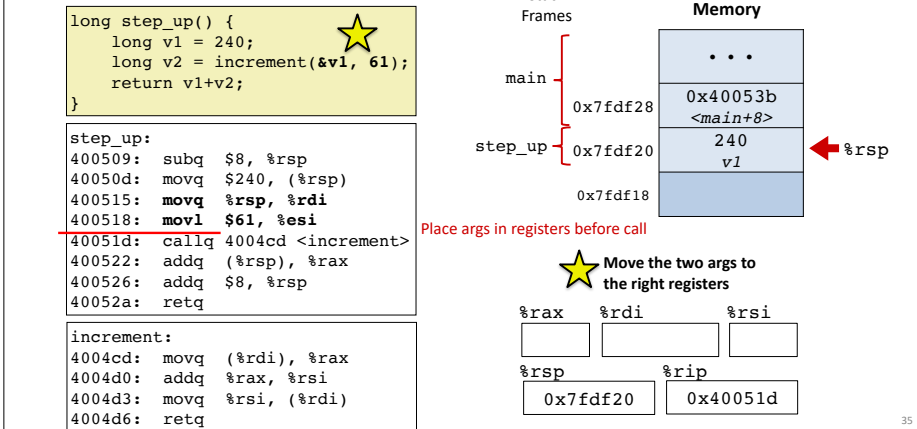 Frames
Memory
long step_up() {
long v1 = 240;
long v2 = increment(&v1, 61);
return v1+v2;
}
step_up:
400509: subq $8, %rsp
40050d: movq $240, (%rsp)
400515: movq %rsp, %rdi
400518: movl $61, %esi
40051d: callq 4004cd <increment>
400522: addq (%rsp), %rax
400526: addq $8, %rsp
40052a: retq
increment:
4004cd: movq (%rdi), %rax
4004d0: addq %rax, %rsi
4004d3: movq %rsi, (%rdi)
4004d6: retq
main
• • •
0x7fdf28
0x40053b
<main+8>
step_up
0x7fdf20
240
v1
%rsp
0x7fdf18
Place args in registers before call
Move the two args to
the right registers
%rax %rdi %rsi
%rsp %rip
0x7fdf20 0x40051d
35